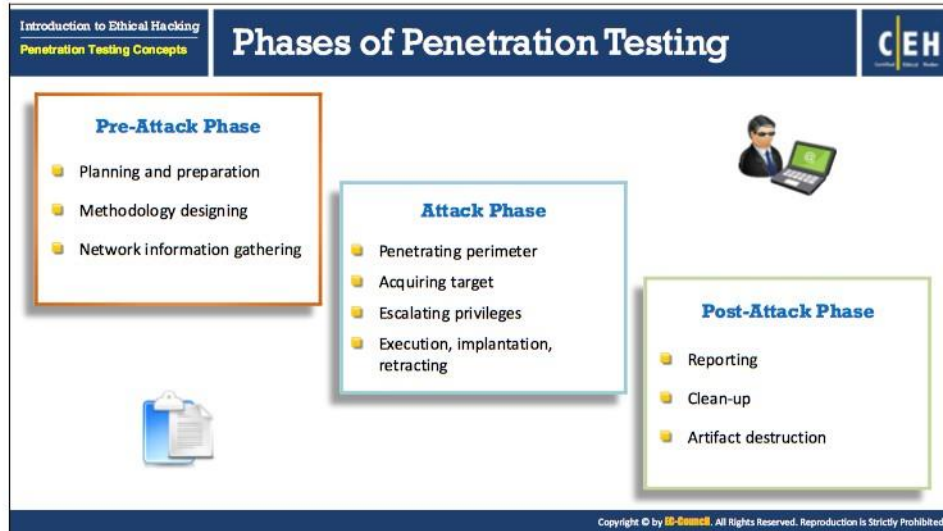 Introduction to Ethical Hacking
Penetration Testing Concepts
Phases of Penetration Testing
CEH
Pre-Attack Phase
Planning and preparation
Methodology designing
Network information gathering
Attack Phase
Penetrating perimeter
Acquiring target
Escalating privileges
Execution, implantation,
retracting
Post-Attack Phase
Reporting
Clean-up
Artifact destruction
Copyright © by EC-Council. All Rights Reserved. Reproduction is Strictly Prohibited